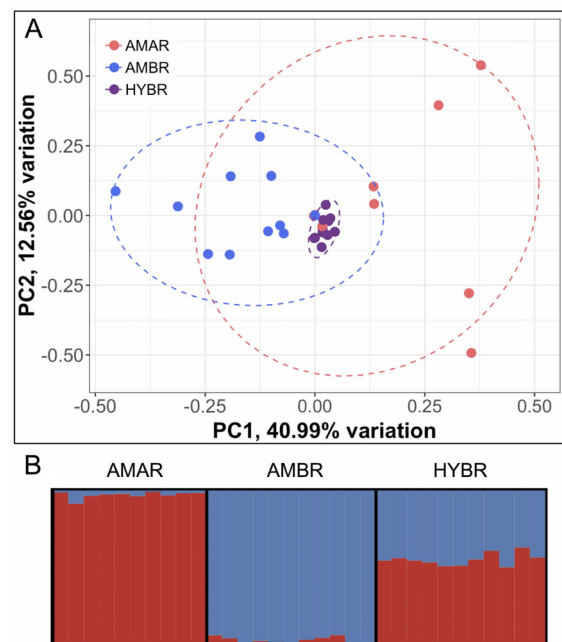 A
AMAR
AMBR
HYBR
PC2, 12.56% variation
0.50
0.25
0.00
-0.25
-0.50
-0.50 -0.25 0.00 0.25 0.50
PC1, 40.99% variation
B
AMAR AMBR HYBR